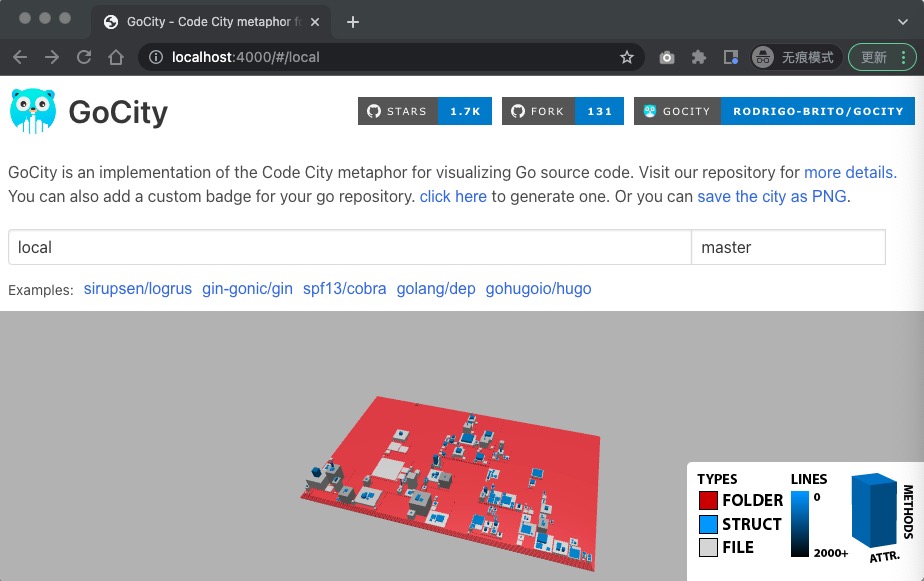 GoCity - Code City metaphor fo
localhost:4000/#/local
无痕模式
更新
GoCity
STARS 1.7K
FORK 131
GOCITY RODRIGO-BRITO/GOCITY
GoCity is an implementation of the Code City metaphor for visualizing Go source code. Visit our repository for more details.
You can also add a custom badge for your go repository. click here to generate one. Or you can save the city as PNG.
local
master
Examples: sirupsen/logrus gin-gonic/gin spf13/cobra golang/dep gohugoio/hugo
TYPES
FOLDER
STRUCT
FILE
LINES
0
2000+
METHODS
ATTR.